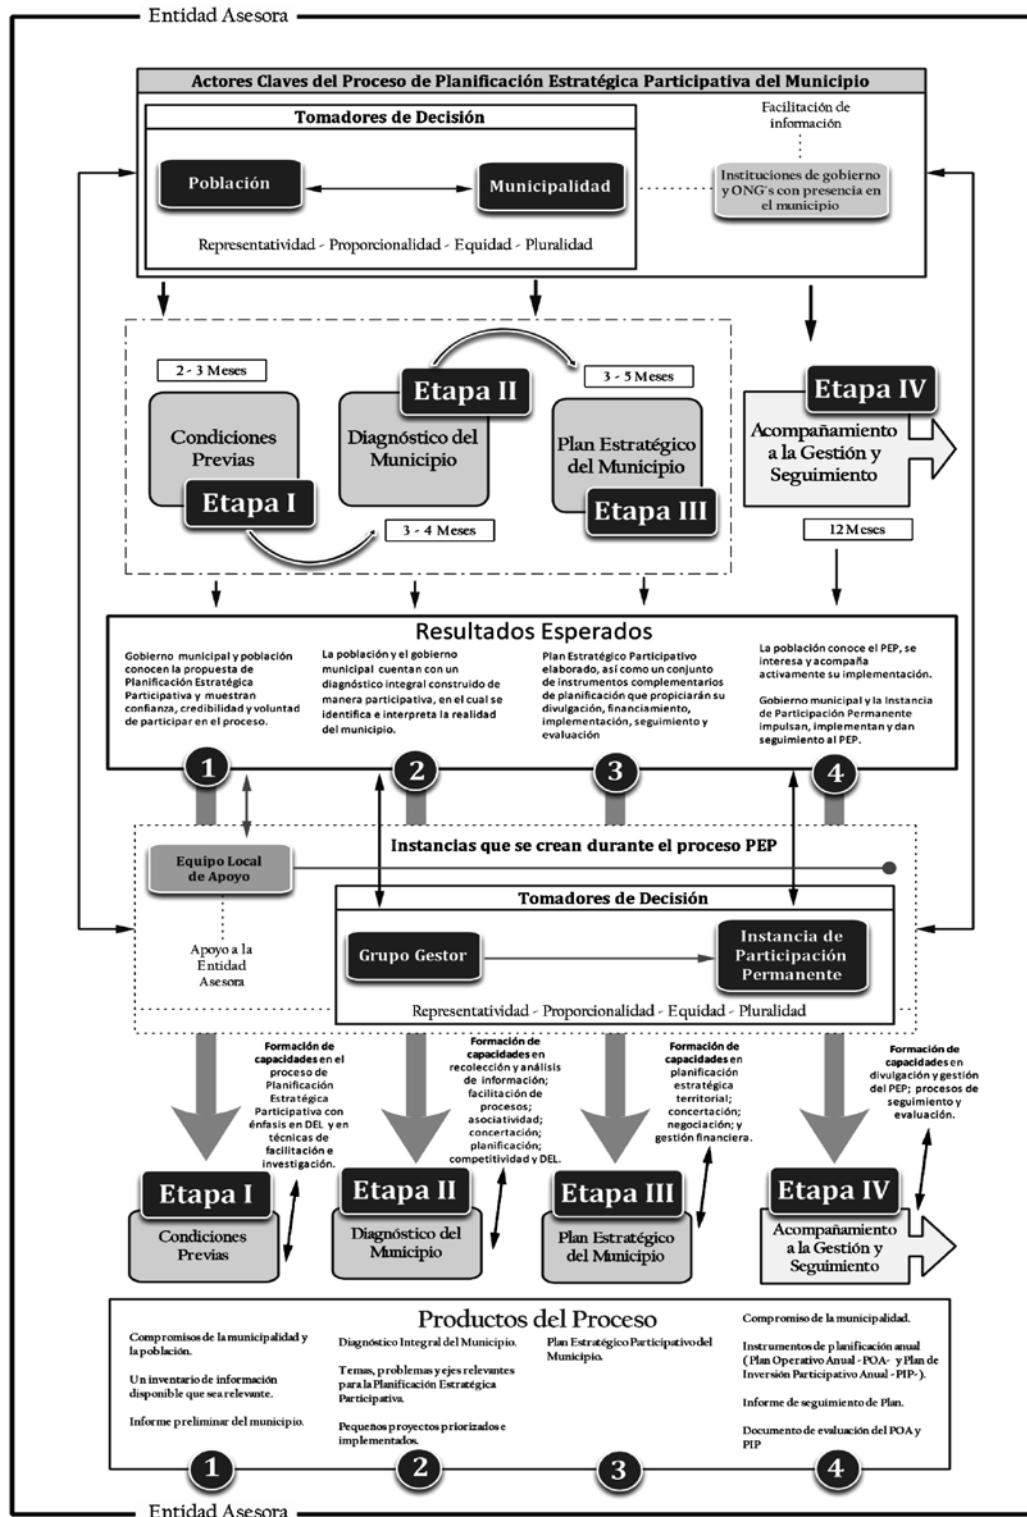 Entidad Asesora
Actores Claves del Proceso de Planificación Estratégica Participativa del Municipio
Tomadores de Decisión
Facilitación de
información
Población
Municipalidad
Instituciones de gobierno
y ONG's con presencia en
el municipio
Representatividad - Proporcionalidad - Equidad - Pluralidad
2 - 3 Meses
Condiciones
Previas
Etapa I
Etapa II
Diagnóstico del
Municipio
3 - 4 Meses
3 - 5 Meses
Plan Estratégico
del Municipio
Etapa III
Etapa IV
Acompañamiento
a la Gestión y
Seguimiento
12 Meses
Resultados Esperados
Gobierno municipal y población
conocen la propuesta de
Planificación Estratégica
Participativa y muestran
confianza, credibilidad y voluntad
de participar en el proceso.
La población y el gobierno
municipal cuentan con un
diagnóstico integral construido de
manera participativa, en el cual se
identifica e interpreta la realidad
del municipio.
Plan Estratégico Participativo
elaborado, así como un conjunto
de instrumentos complementarios
de planificación que propiciarán su
divulgación, financiamiento,
implementación, seguimiento y
evaluación
La población conoce el PEP, se
interesa y acompaña
activamente su implementación.
Gobierno municipal y la Instancia
de Participación Permanente
impulsan, implementan y dan
seguimiento al PEP.
1
2
3
4
Instancias que se crean durante el proceso PEP
Equipo Local
de Apoyo
Apoyo a la
Entidad
Asesora
Tomadores de Decisión
Grupo Gestor
Instancia de
Participación
Permanente
Representatividad - Proporcionalidad - Equidad - Pluralidad
Formación de
capacidades en el
proceso de
Planificación
Estratégica
Participativa con
énfasis en DEL y en
técnicas de
facilitación e
investigación.
Formación de
capacidades en
recolección y análisis
de información;
facilitación de
procesos;
asociatividad;
concertación;
planificación;
competitividad y DEL.
Formación de
capacidades en
planificación
estratégica
territorial;
concertación;
negociación; y
gestión financiera.
Formación de
capacidades en
divulgación y gestión
del PEP; procesos de
seguimiento y
evaluación.
Etapa I
Condiciones
Previas
Etapa II
Diagnóstico del
Municipio
Etapa III
Plan Estratégico
del Municipio
Etapa IV
Acompañamiento
a la Gestión y
Seguimiento
Productos del Proceso
Compromisos de la municipalidad y
la población.
Un inventario de información
disponible que sea relevante.
Informe preliminar del municipio.
Diagnóstico Integral del Municipio.
Temas, problemas y ejes relevantes
para la Planificación Estratégica
Participativa.
Pequeños proyectos priorizados e
implementados.
Plan Estratégico Participativo del
Municipio.
Compromiso de la municipalidad.
Instrumentos de planificación anual
( Plan Operativo Anual -POA- y Plan de
Inversión Participativo Anual -PIP- ).
Informe de seguimiento de Plan.
Documento de evaluación del POA y
PIP
1
2
3
4
Entidad Asesora